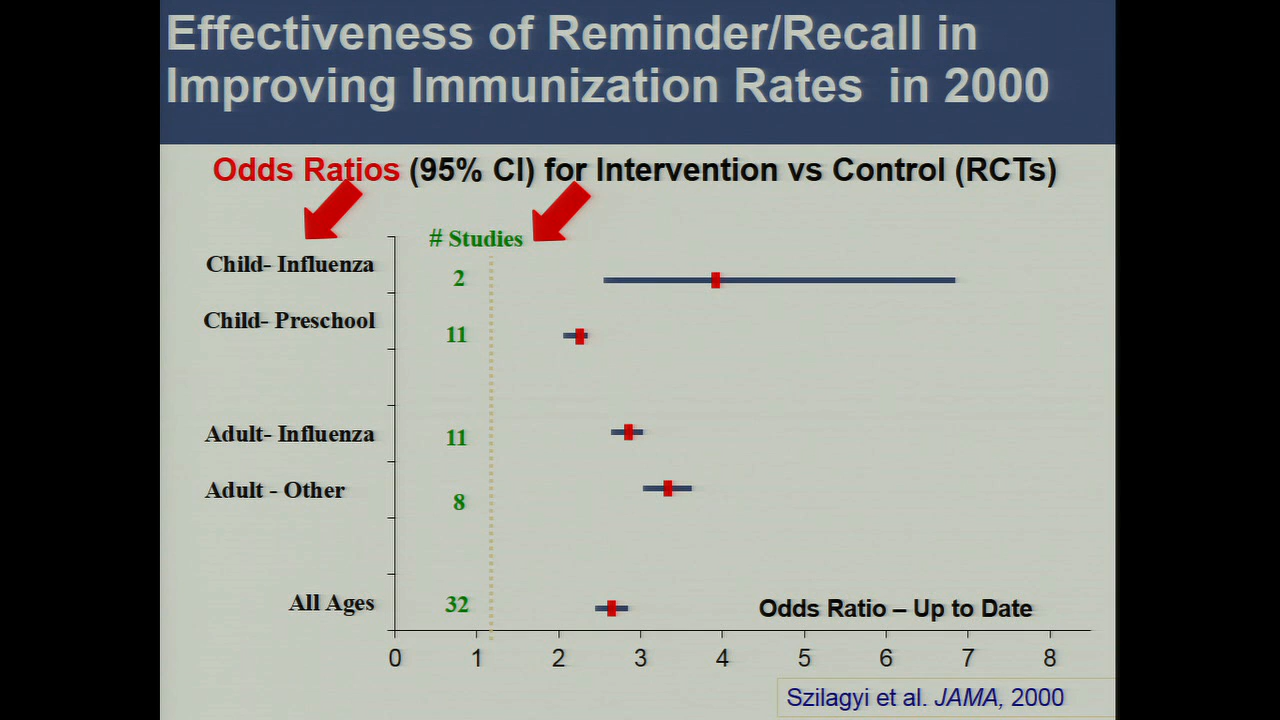 Effectiveness of Reminder/Recall in
Improving Immunization Rates in 2000
Odds Ratios (95% CI) for Intervention vs Control (RCTs)
# Studies
Child- Influenza 2
Child- Preschool 11
Adult- Influenza 11
Adult - Other 8
All Ages 32
Odds Ratio – Up to Date
0 1 2 3 4 5 6 7 8
Szilagyi et al. JAMA, 2000